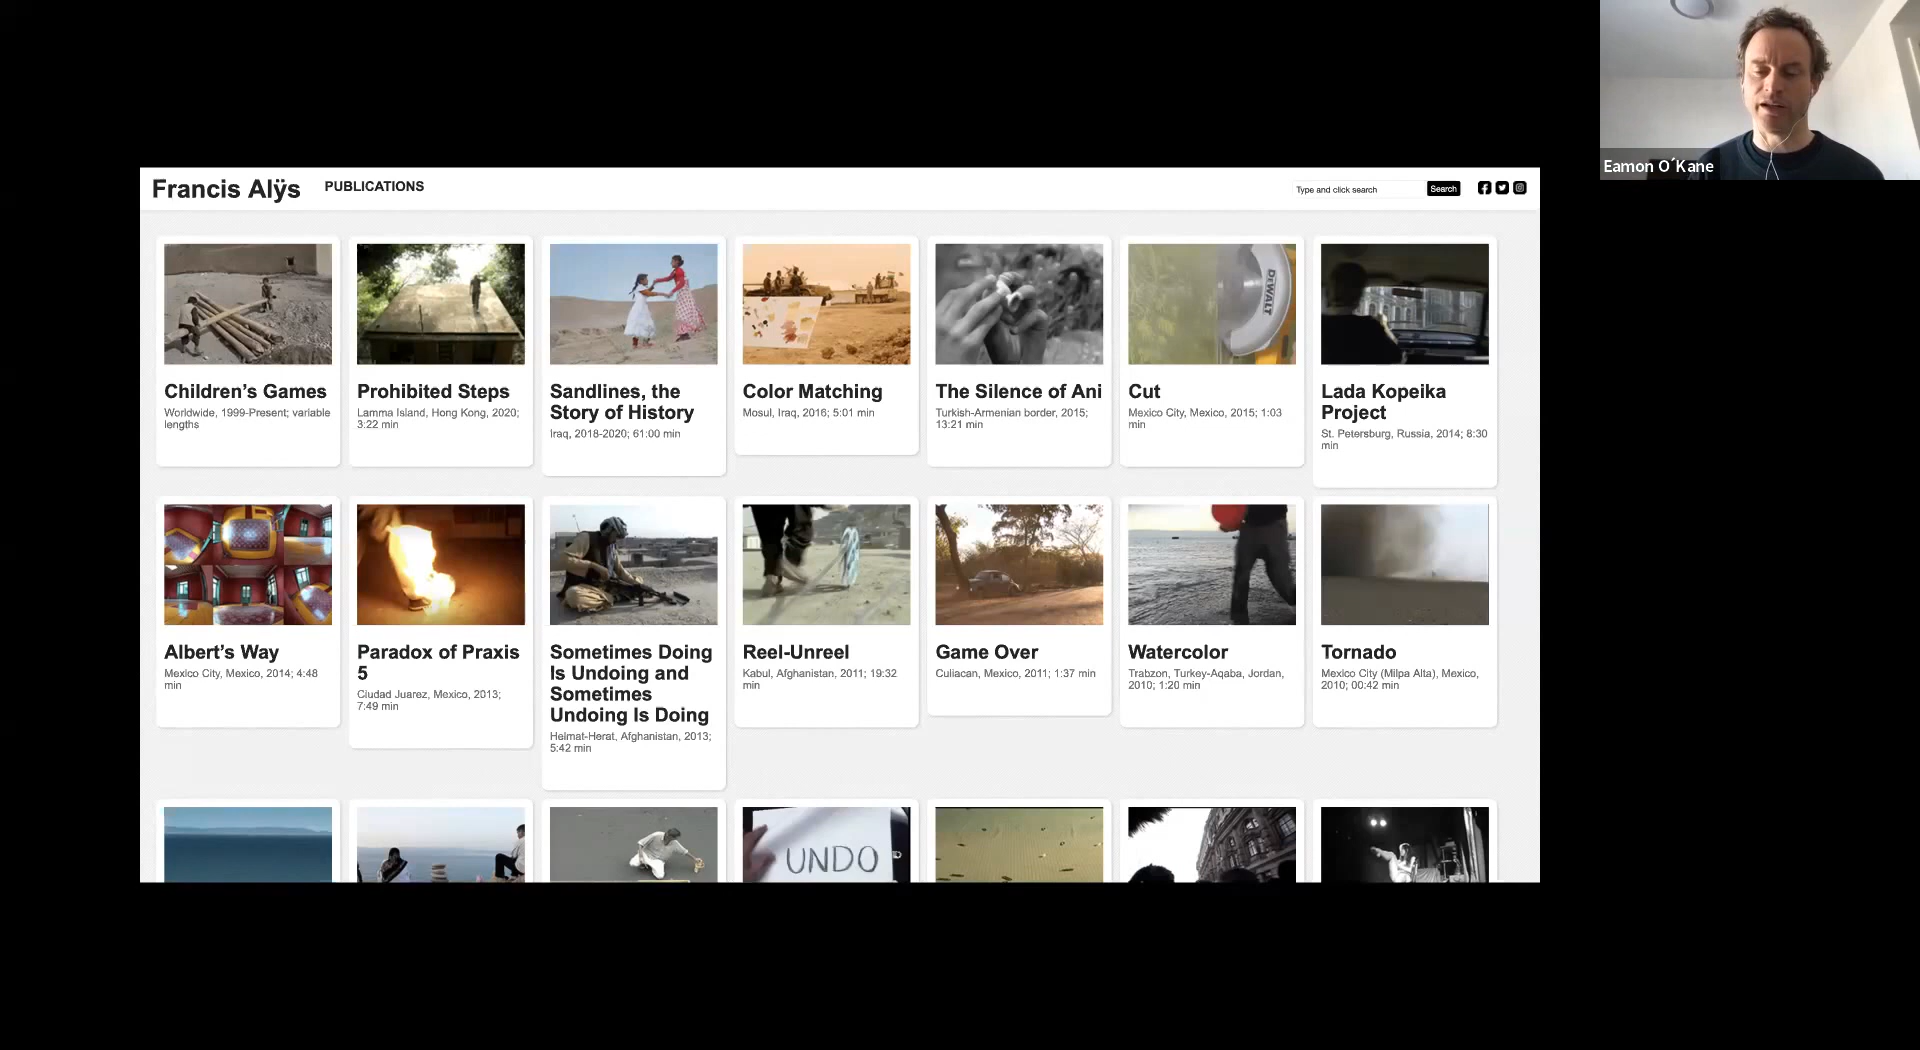 Francis Alÿs
PUBLICATIONS
Type and click search
Search
Eamon O´Kane
DEWALT
Children’s Games
Worldwide, 1999-Present; variable
lengths
Prohibited Steps
Lamma Island, Hong Kong, 2020;
3:22 min
Sandlines, the
Story of History
Iraq, 2018-2020; 61:00 min
Color Matching
Mosul, Iraq, 2016; 5:01 min
The Silence of Ani
Turkish-Armenian border, 2015;
13:21 min
Cut
Mexico City, Mexico, 2015; 1:03
min
Lada Kopeika
Project
St. Petersburg, Russia, 2014; 8:30
min
Albert’s Way
Mexico City, Mexico, 2014; 4:48
min
Paradox of Praxis
5
Ciudad Juarez, Mexico, 2013;
7:49 min
Sometimes Doing
Is Undoing and
Sometimes
Undoing Is Doing
Helmat-Herat, Afghanistan, 2013;
5:42 min
Reel-Unreel
Kabul, Afghanistan, 2011; 19:32
min
Game Over
Culiacan, Mexico, 2011; 1:37 min
Watercolor
Trabzon, Turkey-Aqaba, Jordan,
2010; 1:20 min
Tornado
Mexico City (Milpa Alta), Mexico,
2010; 00:42 min
UNDO